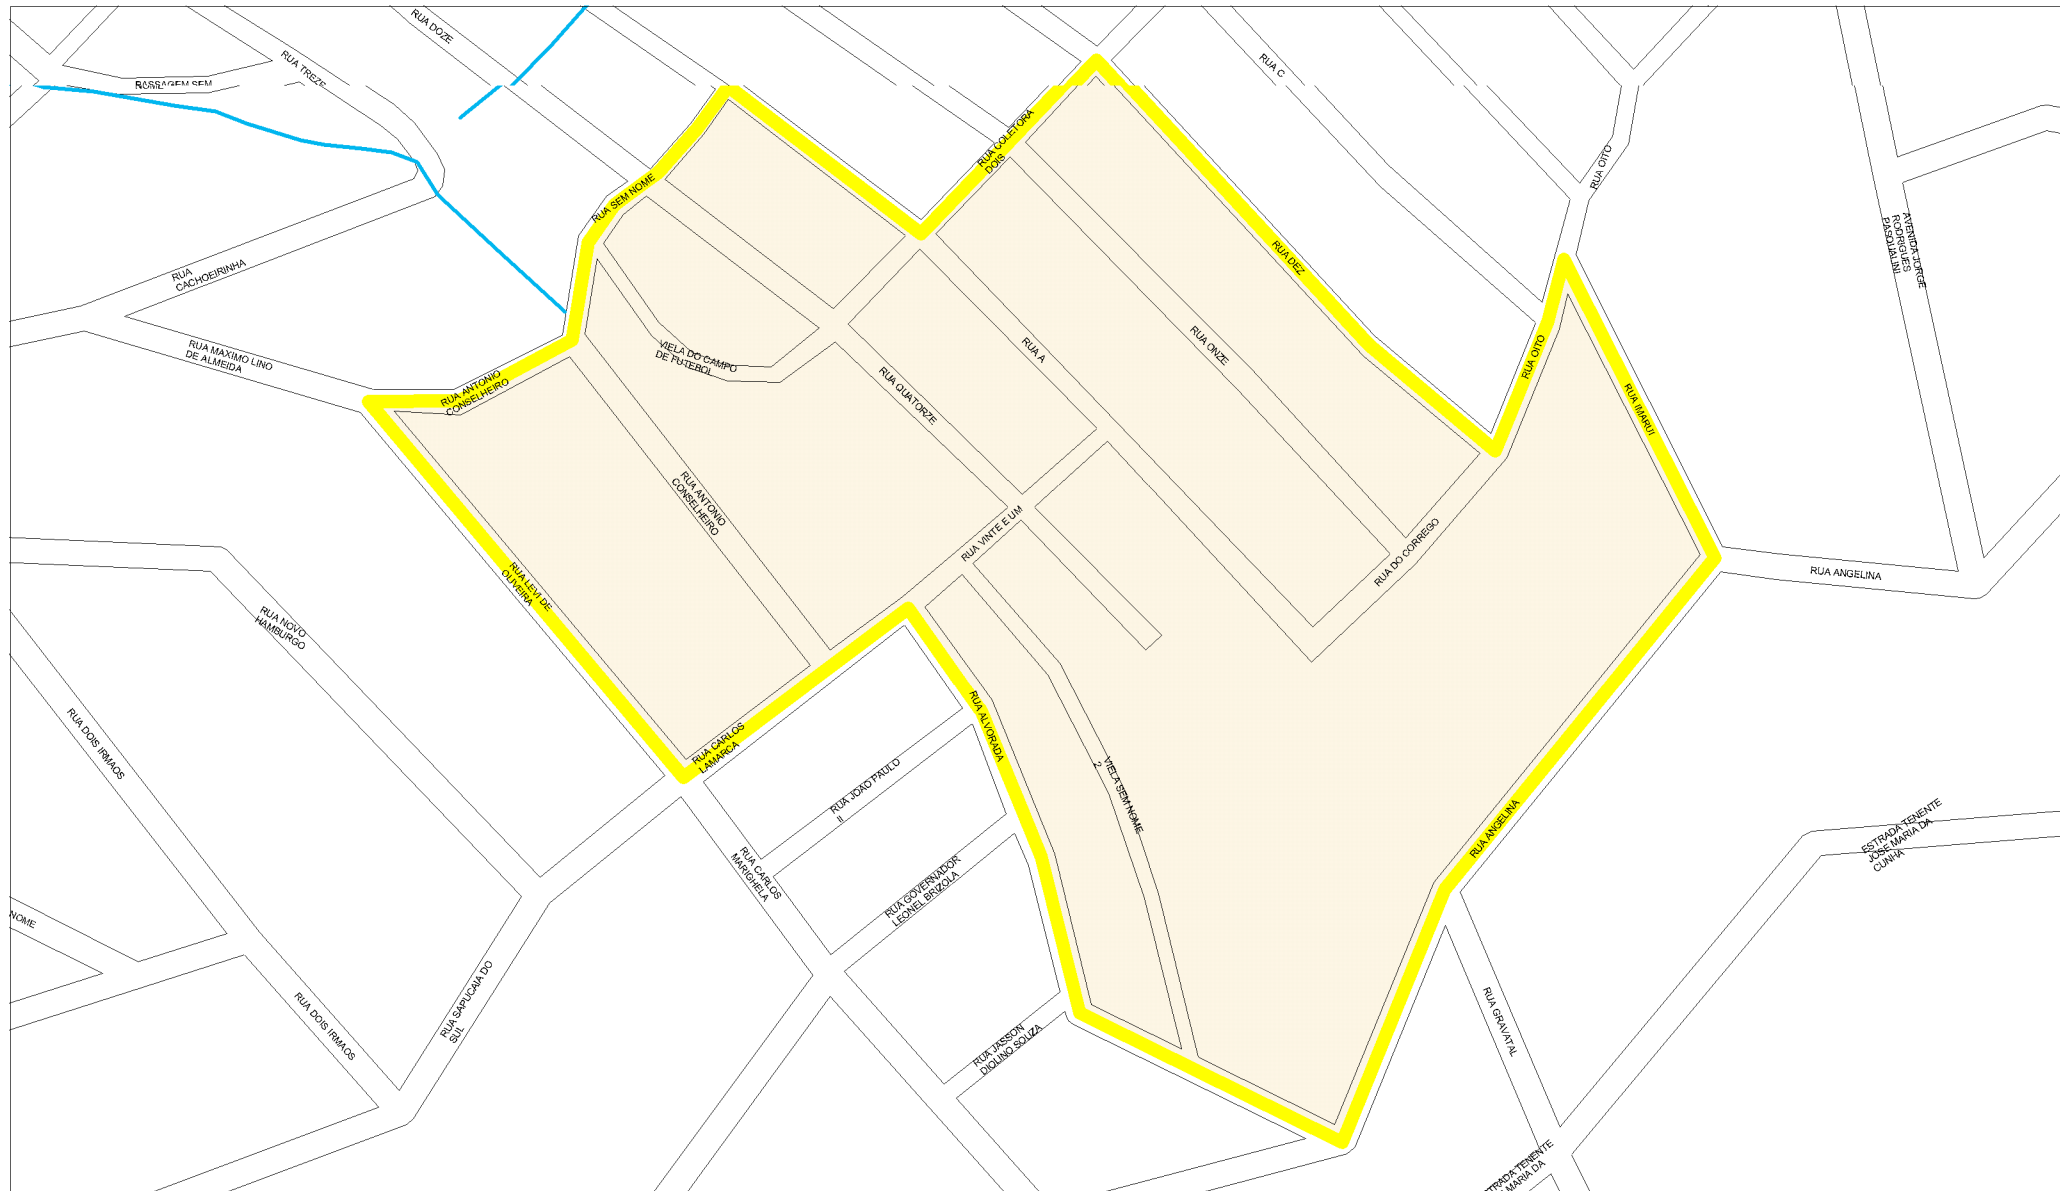 RUA DOZE
RUA TREZE
PASSAGEM SEM
RUA C
RUA COLETORA
DOIS
RUA OITO
RUA SEM NOME
AVENIDA JORGE
RODRIGUES
PASQUALINI
RUA
CACHOEIRINHA
RUA DEZ
RUA MAXIMO LINO
DE ALMEIDA
VIELA DO CAMPO
DE FUTEBOL
RUA A
RUA ONZE
RUA OITO
RUA ANTONIO
CONSELHEIRO
RUA QUATORZE
RUA IMARUI
RUA ANTONIO
CONSELHEIRO
RUA VINTE E UM
RUA DO CORREGO
RUA ANGELINA
RUA LEVI DE
OLIVEIRA
RUA NOVO
HAMBURGO
RUA DOIS IRMAOS
RUA CARLOS
LAMARCA
RUA ALVORADA
RUA JOAO PAULO
II
VIELA SEM NOME
2
RUA ANGELINA
ESTRADA TENENTE
JOSE MARIA DA
CUNHA
RUA CARLOS
MARIGHELA
RUA GOVERNADOR
LEONEL BRIZOLA
NOME
RUA SAPUCAIA DO
SUL
RUA DOIS IRMAOS
RUA JASSON
DIOLINO SOUZA
RUA GRAVATAL
TRADA TENENTE
MARIA DA